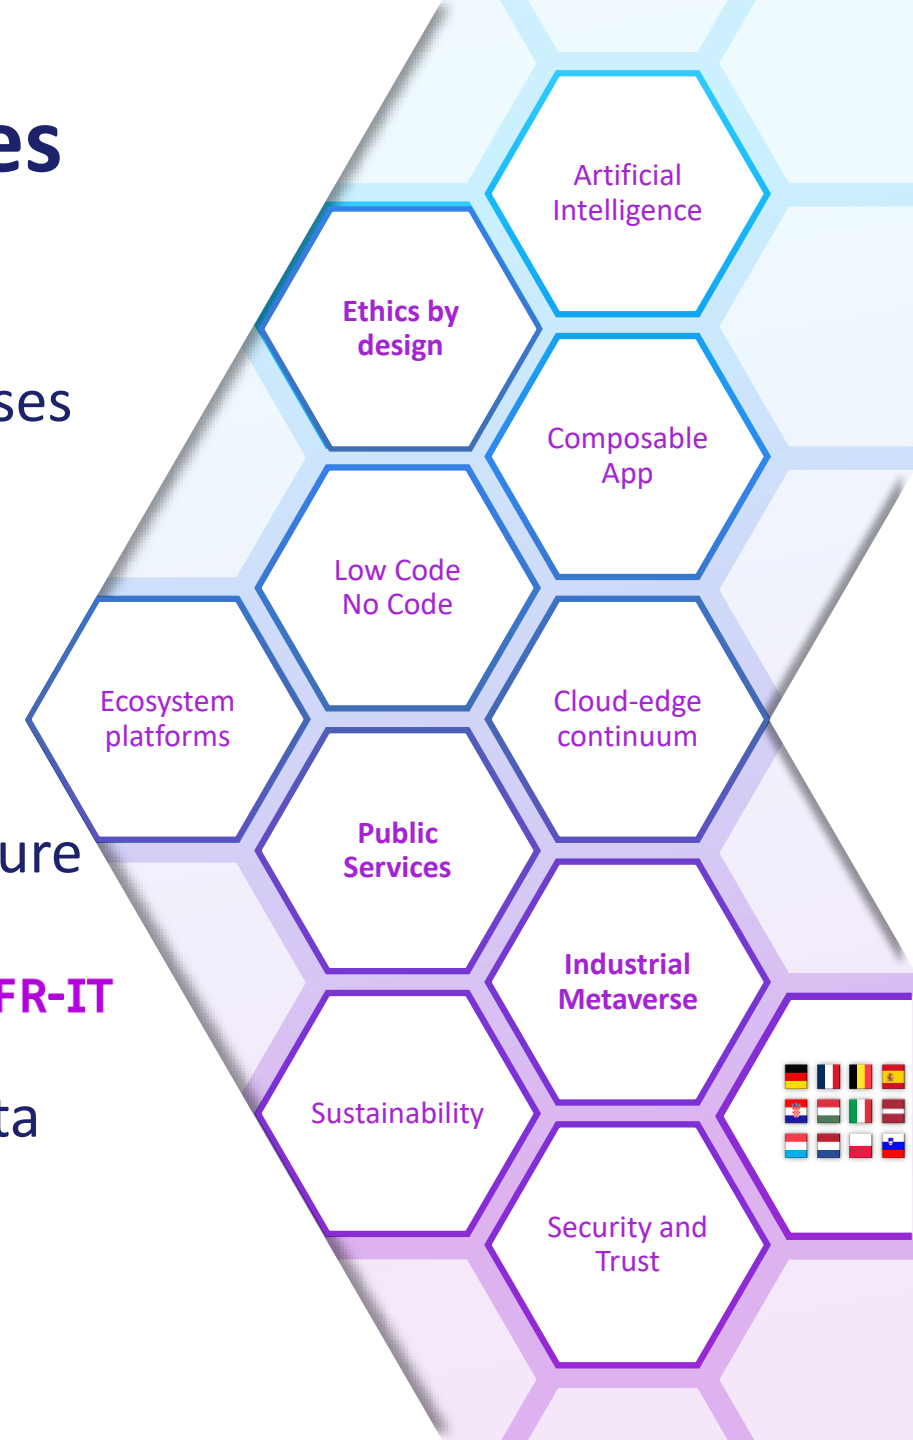 es
Artificial
Intelligence
Ethics by
design
ses
Composable
App
Low Code
No Code
Ecosystem
platforms
Cloud-edge
continuum
Public
Services
ure
Industrial
Metaverse
FR-IT
Sustainability
ta
Security and
Trust